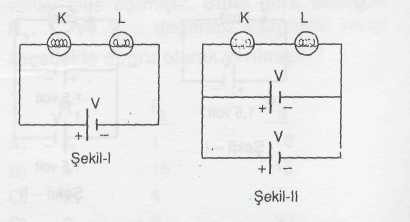 K L
V
+ −
Şekil-I
K L
V
+ −
V
+ −
Şekil-II